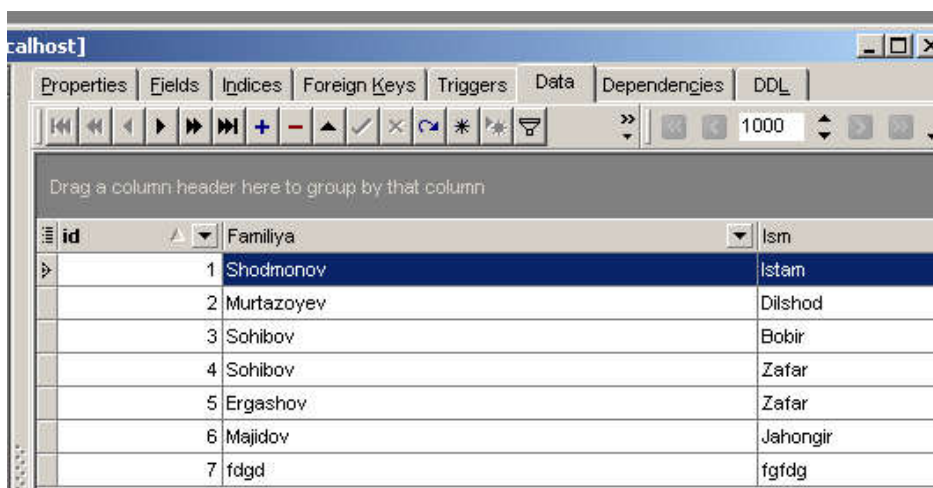 calhost]
Properties Fields Indices Foreign Keys Triggers Data Dependencies DDL
1000
Drag a column header here to group by that column
id Familiya Ism
1 Shodmonov Istam
2 Murtazoyev Dilshod
3 Sohibov Bobir
4 Sohibov Zafar
5 Ergashov Zafar
6 Majidov Jahongir
7 fdgd fgfdg